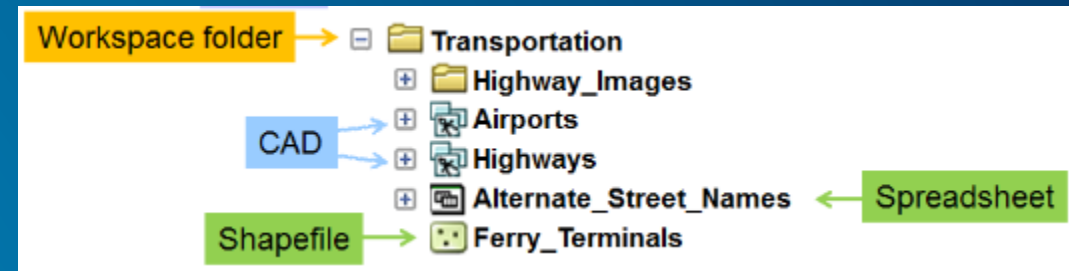 Workspace folder Transportation
Highway_Images
CAD Airports
Highways
Alternate_Street_Names Spreadsheet
Shapefile Ferry_Terminals